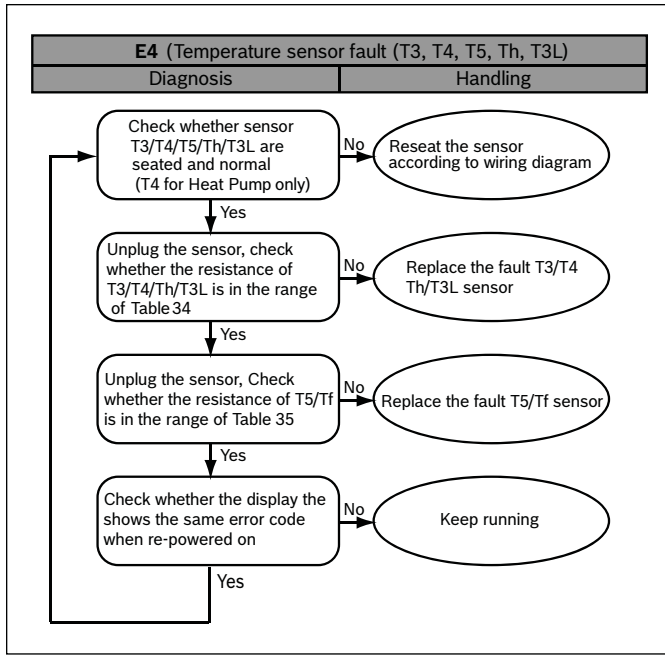 E4 (Temperature sensor fault (T3, T4, T5, Th, T3L)
Diagnosis
Handling
Check whether sensor
T3/T4/T5/Th/T3L are
seated and normal
(T4 for Heat Pump only)
No
Reseat the sensor
according to wiring diagram
Yes
Unplug the sensor, check
whether the resistance of
T3/T4/Th/T3L is in the range
of Table 34
No
Replace the fault T3/T4
Th/T3L sensor
Yes
Unplug the sensor, Check
whether the resistance of T5/Tf
is in the range of Table 35
No
Replace the fault T5/Tf sensor
Yes
Check whether the display the
shows the same error code
when re-powered on
No
Keep running
Yes